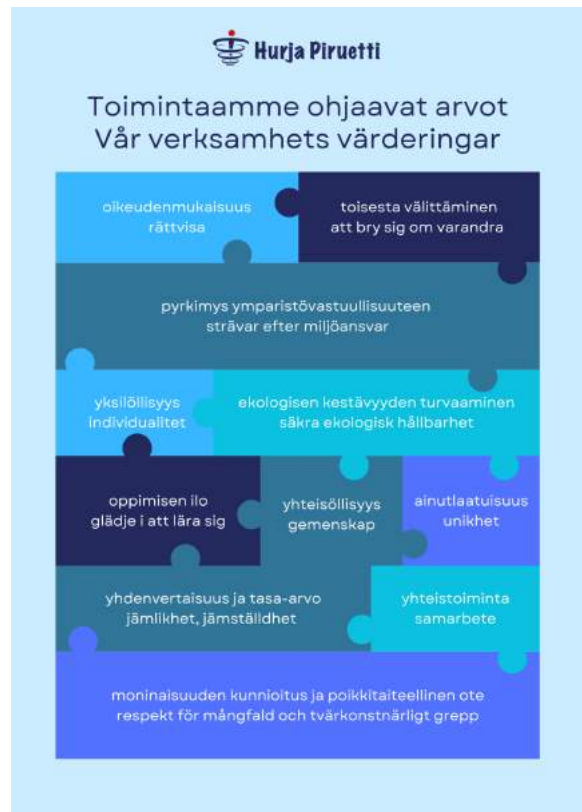 Hurja Piruetti
Toimintaamme ohjaavat arvot
Vår verksamhets värderingar
oikeudenmukaisuus
rättvisa
toisesta välittäminen
att bry sig om varandra
pyrkimys ymparistövastuullisuuteen
strävar efter miljöansvar
yksilöllisyys
individualitet
ekologisen kestävyyden turvaaminen
säkra ekologisk hållbarhet
oppimisen ilo
glädje i att lära sig
yhteisöllisyys
gemenskap
ainutlaatuisuus
unikhet
yhdenvertaisuus ja tasa-arvo
jämlikhet, jämställdhet
yhteistoiminta
samarbete
moninaisuuden kunnioitus ja poikkitaiteellinen ote
respekt för mångfald och tvärkonstnärligt grepp